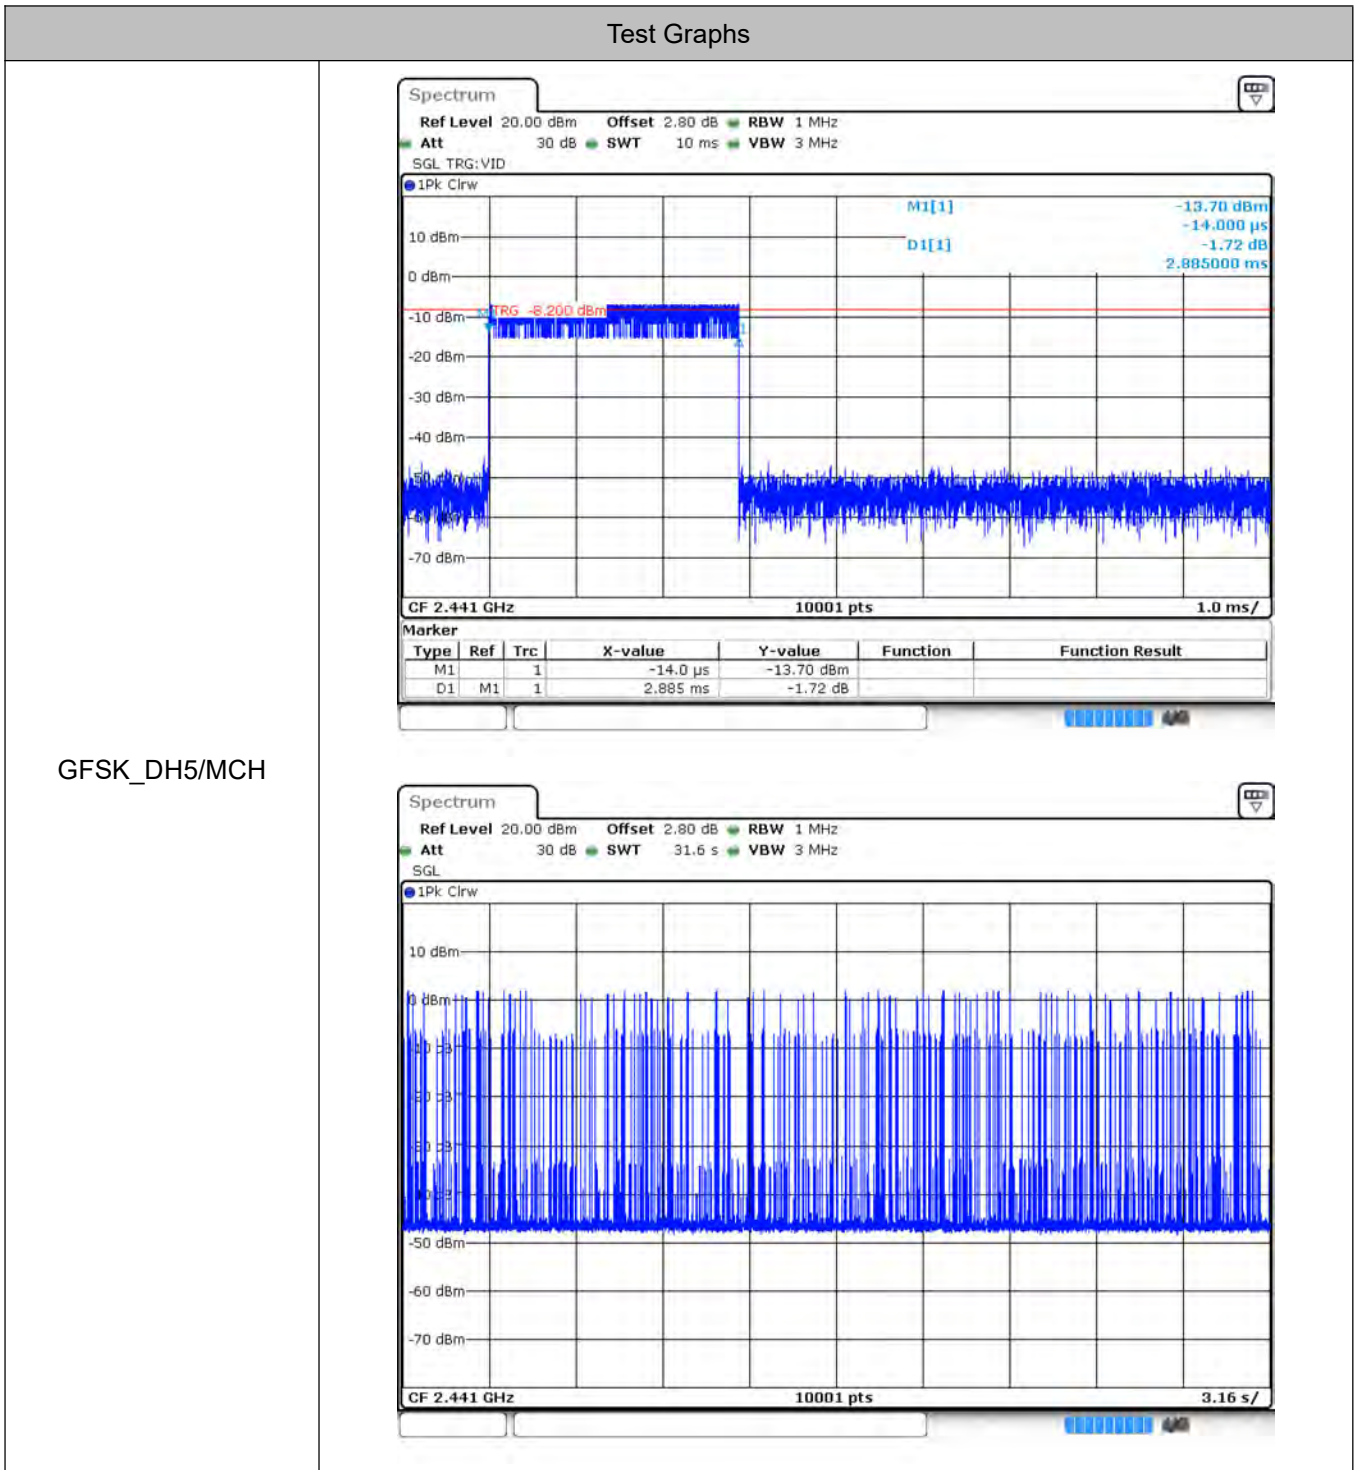 Test Graphs
GFSK_DH5/MCH
Spectrum
Ref Level 20.00 dBm Offset 2.80 dB RBW 1 MHz
Att 30 dB SWT 10 ms VBW 3 MHz
SGL TRG:VID
1Pk Clrw
M1[1] -13.70 dBm
-14.000 µs
D1[1] -1.72 dB
2.885000 ms
10 dBm
0 dBm
TRG -8.200 dBm
-10 dBm
-20 dBm
-30 dBm
-40 dBm
-70 dBm
CF 2.441 GHz 10001 pts 1.0 ms/
Marker
Type Ref Trc X-value Y-value Function Function Result
M1 1 -14.0 µs -13.70 dBm
D1 M1 1 2.885 ms -1.72 dB
Spectrum
Ref Level 20.00 dBm Offset 2.80 dB RBW 1 MHz
Att 30 dB SWT 31.6 s VBW 3 MHz
SGL
1Pk Clrw
10 dBm
0 dBm
-50 dBm
-60 dBm
-70 dBm
CF 2.441 GHz 10001 pts 3.16 s/